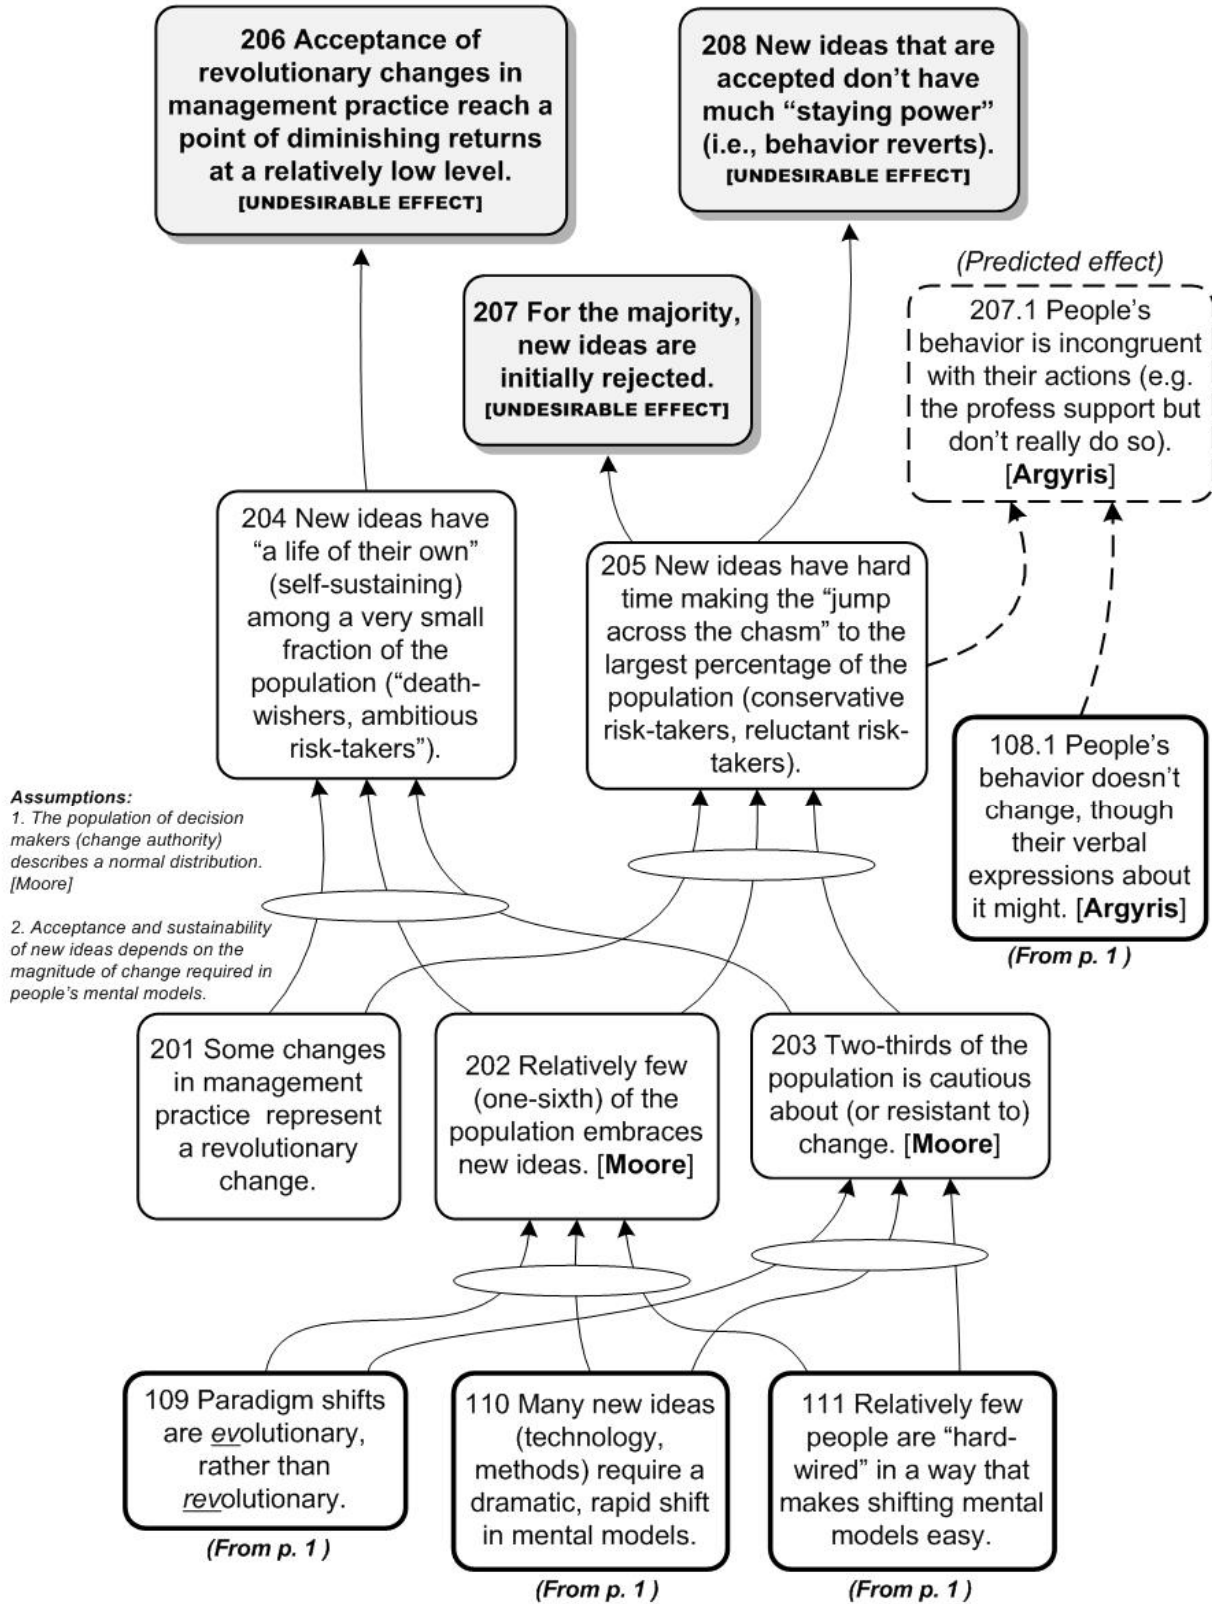 206 Acceptance of
revolutionary changes in
management practice reach a
point of diminishing returns
at a relatively low level.
[UNDESIRABLE EFFECT]
208 New ideas that are
accepted don’t have
much “staying power”
(i.e., behavior reverts).
[UNDESIRABLE EFFECT]
(Predicted effect)
207.1 People’s
behavior is incongruent
with their actions (e.g.
the profess support but
don’t really do so).
[Argyris]
207 For the majority,
new ideas are
initially rejected.
[UNDESIRABLE EFFECT]
204 New ideas have
“a life of their own”
(self-sustaining)
among a very small
fraction of the
population (“death-
wishers, ambitious
risk-takers”).
205 New ideas have hard
time making the “jump
across the chasm” to the
largest percentage of the
population (conservative
risk-takers, reluctant risk-
takers).
108.1 People’s
behavior doesn’t
change, though
their verbal
expressions about
it might. [Argyris]
(From p. 1 )
Assumptions:
1. The population of decision
makers (change authority)
describes a normal distribution.
[Moore]
2. Acceptance and sustainability
of new ideas depends on the
magnitude of change required in
people’s mental models.
201 Some changes
in management
practice represent
a revolutionary
change.
202 Relatively few
(one-sixth) of the
population embraces
new ideas. [Moore]
203 Two-thirds of the
population is cautious
about (or resistant to)
change. [Moore]
109 Paradigm shifts
are evolutionary,
rather than
revolutionary.
(From p. 1 )
110 Many new ideas
(technology,
methods) require a
dramatic, rapid shift
in mental models.
(From p. 1 )
111 Relatively few
people are “hard-
wired” in a way that
makes shifting mental
models easy.
(From p. 1 )